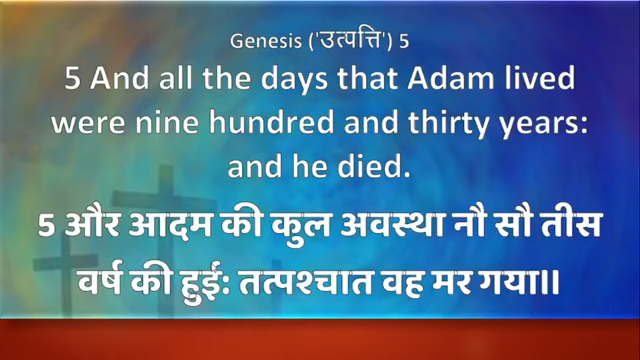 Genesis ('उत्पत्ति') 5
5 And all the days that Adam lived
were nine hundred and thirty years:
and he died.
5 और आदम की कुल अवस्था नौ सौ तीस
वर्ष की हुई: तत्पश्चात वह मर गया॥